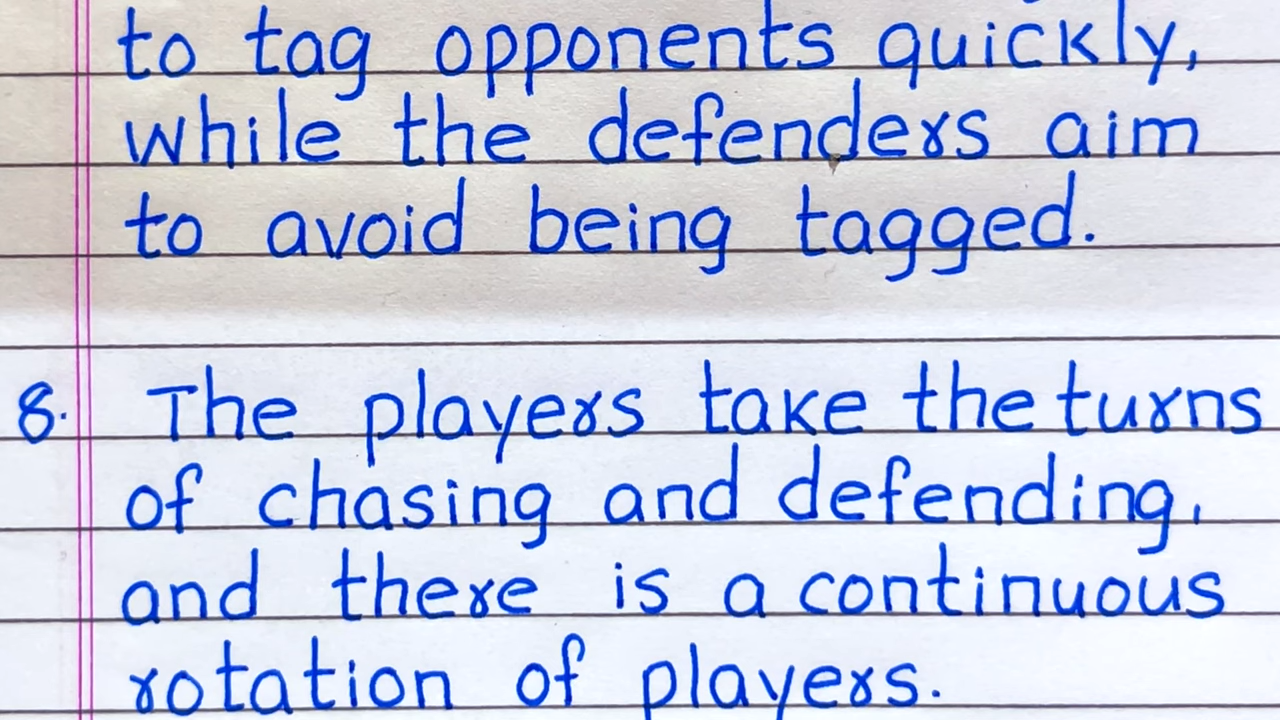 to tag opponents quickly,
while the defenders aim
to avoid being tagged.
8. The players take the turns
of chasing and defending,
and there is a continuous
rotation of players.